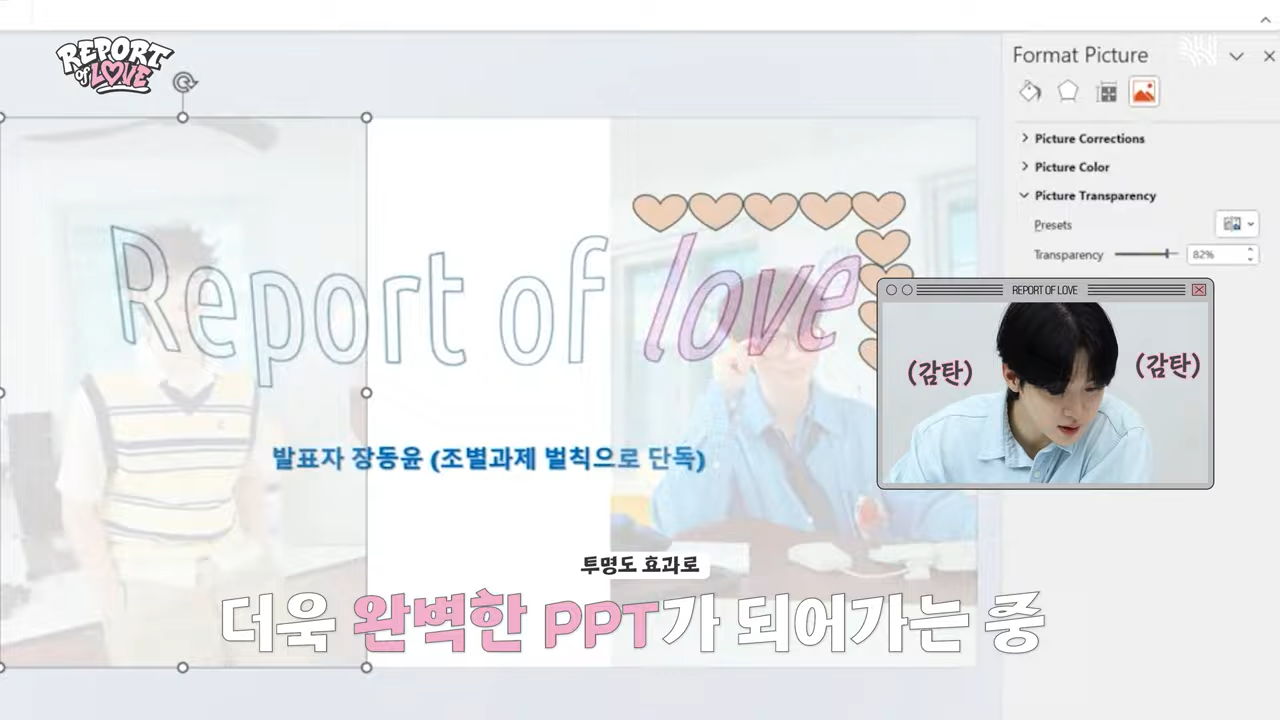 REPORT
of LOVE
Format Picture
Picture Corrections
Picture Color
Picture Transparency
Presets
Transparency 82%
Report of love
REPORT OF LOVE
(감탄)
(감탄)
발표자 장동윤 (조별과제 벌칙으로 단독)
투명도 효과로
더욱 완벽한 PPT가 되어가는 중